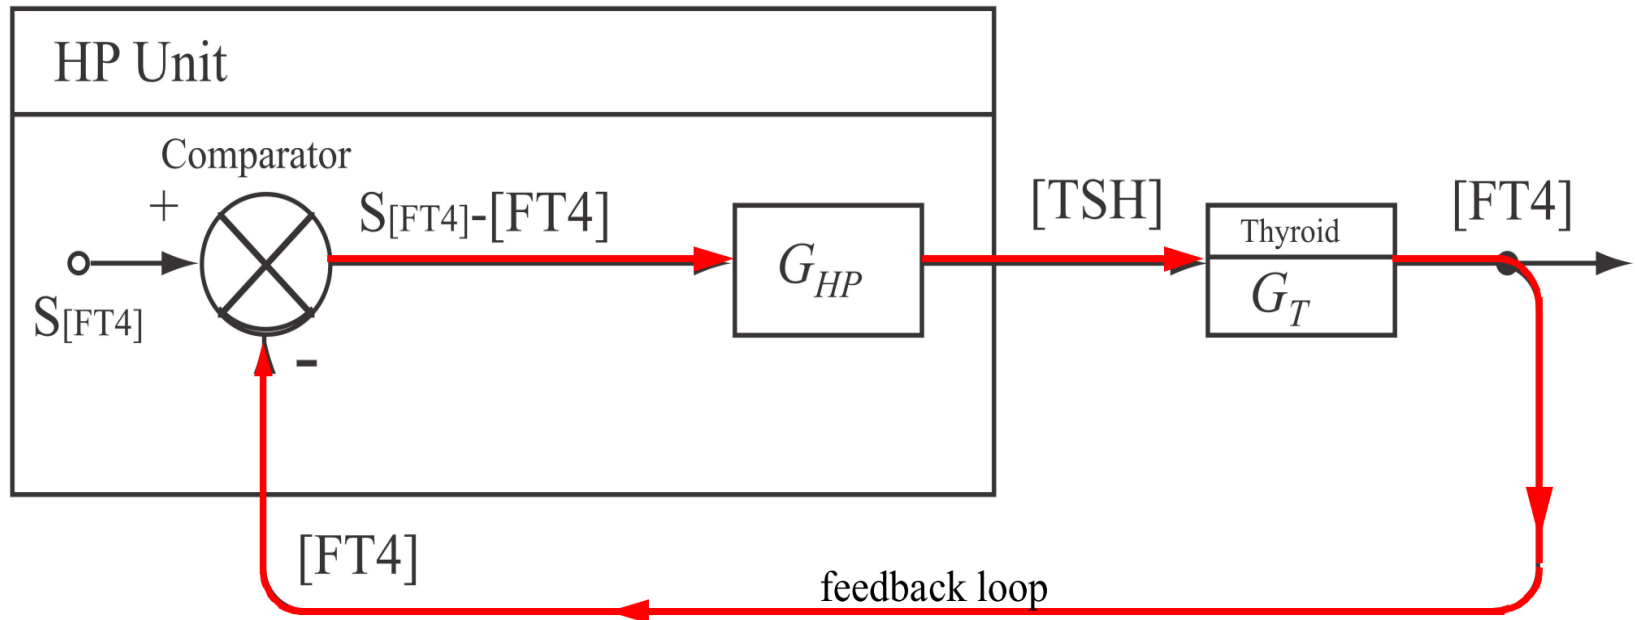 HP Unit
Comparator
+
S[FT4]-[FT4]
[TSH]
[FT4]
Thyroid
G_HP
G_T
S[FT4]
-
[FT4]
feedback loop